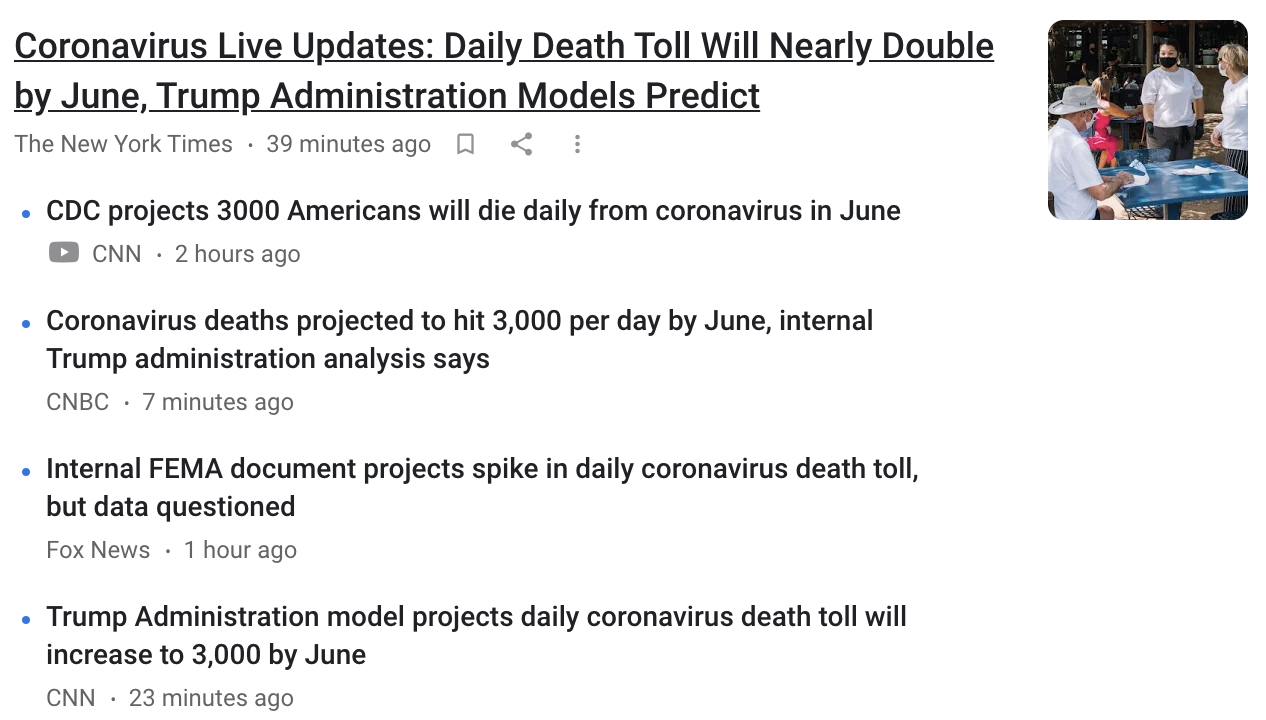 Coronavirus Live Updates: Daily Death Toll Will Nearly Double
by June, Trump Administration Models Predict
The New York Times · 39 minutes ago
CDC projects 3000 Americans will die daily from coronavirus in June
CNN · 2 hours ago
Coronavirus deaths projected to hit 3,000 per day by June, internal
Trump administration analysis says
CNBC · 7 minutes ago
Internal FEMA document projects spike in daily coronavirus death toll,
but data questioned
Fox News · 1 hour ago
Trump Administration model projects daily coronavirus death toll will
increase to 3,000 by June
CNN · 23 minutes ago